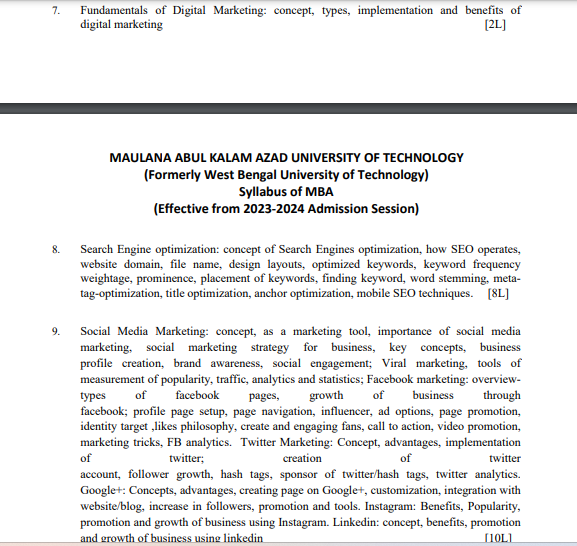 7. Fundamentals of Digital Marketing: concept, types, implementation and benefits of
digital marketing [2L]
MAULANA ABUL KALAM AZAD UNIVERSITY OF TECHNOLOGY
(Formerly West Bengal University of Technology)
Syllabus of MBA
(Effective from 2023-2024 Admission Session)
8. Search Engine optimization: concept of Search Engines optimization, how SEO operates,
website domain, file name, design layouts, optimized keywords, keyword frequency
weightage, prominence, placement of keywords, finding keyword, word stemming, meta-
tag-optimization, title optimization, anchor optimization, mobile SEO techniques. [8L]
9. Social Media Marketing: concept, as a marketing tool, importance of social media
marketing, social marketing strategy for business, key concepts, business
profile creation, brand awareness, social engagement; Viral marketing, tools of
measurement of popularity, traffic, analytics and statistics; Facebook marketing: overview-
types of facebook pages, growth of business through
facebook; profile page setup, page navigation, influencer, ad options, page promotion,
identity target ,likes philosophy, create and engaging fans, call to action, video promotion,
marketing tricks, FB analytics. Twitter Marketing: Concept, advantages, implementation
of twitter; creation of twitter
account, follower growth, hash tags, sponsor of twitter/hash tags, twitter analytics.
Google+: Concepts, advantages, creating page on Google+, customization, integration with
website/blog, increase in followers, promotion and tools. Instagram: Benefits, Popularity,
promotion and growth of business using Instagram. Linkedin: concept, benefits, promotion
and growth of business using linkedin [10L]